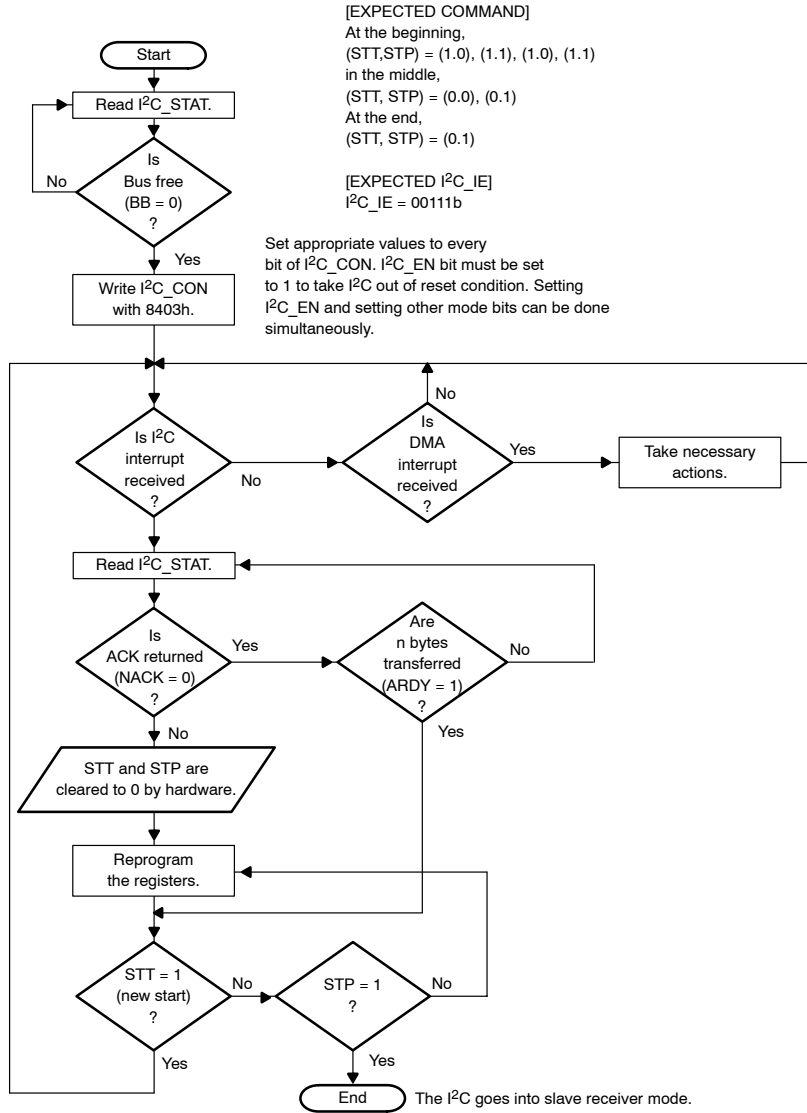 [EXPECTED COMMAND]
At the beginning,
(STT,STP) = (1.0), (1.1), (1.0), (1.1)
in the middle,
(STT, STP) = (0.0), (0.1)
At the end,
(STT, STP) = (0.1)
[EXPECTED I²C_IE]
I²C_IE = 00111b
Start
Read I²C_STAT.
Is
Bus free
(BB = 0)
?
No
Yes
Set appropriate values to every
bit of I²C_CON. I²C_EN bit must be set
to 1 to take I²C out of reset condition. Setting
I²C_EN and setting other mode bits can be done
simultaneously.
Write I²C_CON
with 8403h.
Is I²C
interrupt
received
?
No
Is
DMA
interrupt
received
?
No
Yes
Take necessary
actions.
Read I²C_STAT.
Is
ACK returned
(NACK = 0)
?
Yes
No
Are
n bytes
transferred
(ARDY = 1)
?
No
Yes
STT and STP are
cleared to 0 by hardware.
Reprogram
the registers.
STT = 1
(new start)
?
No
Yes
STP = 1
?
No
Yes
End
The I²C goes into slave receiver mode.